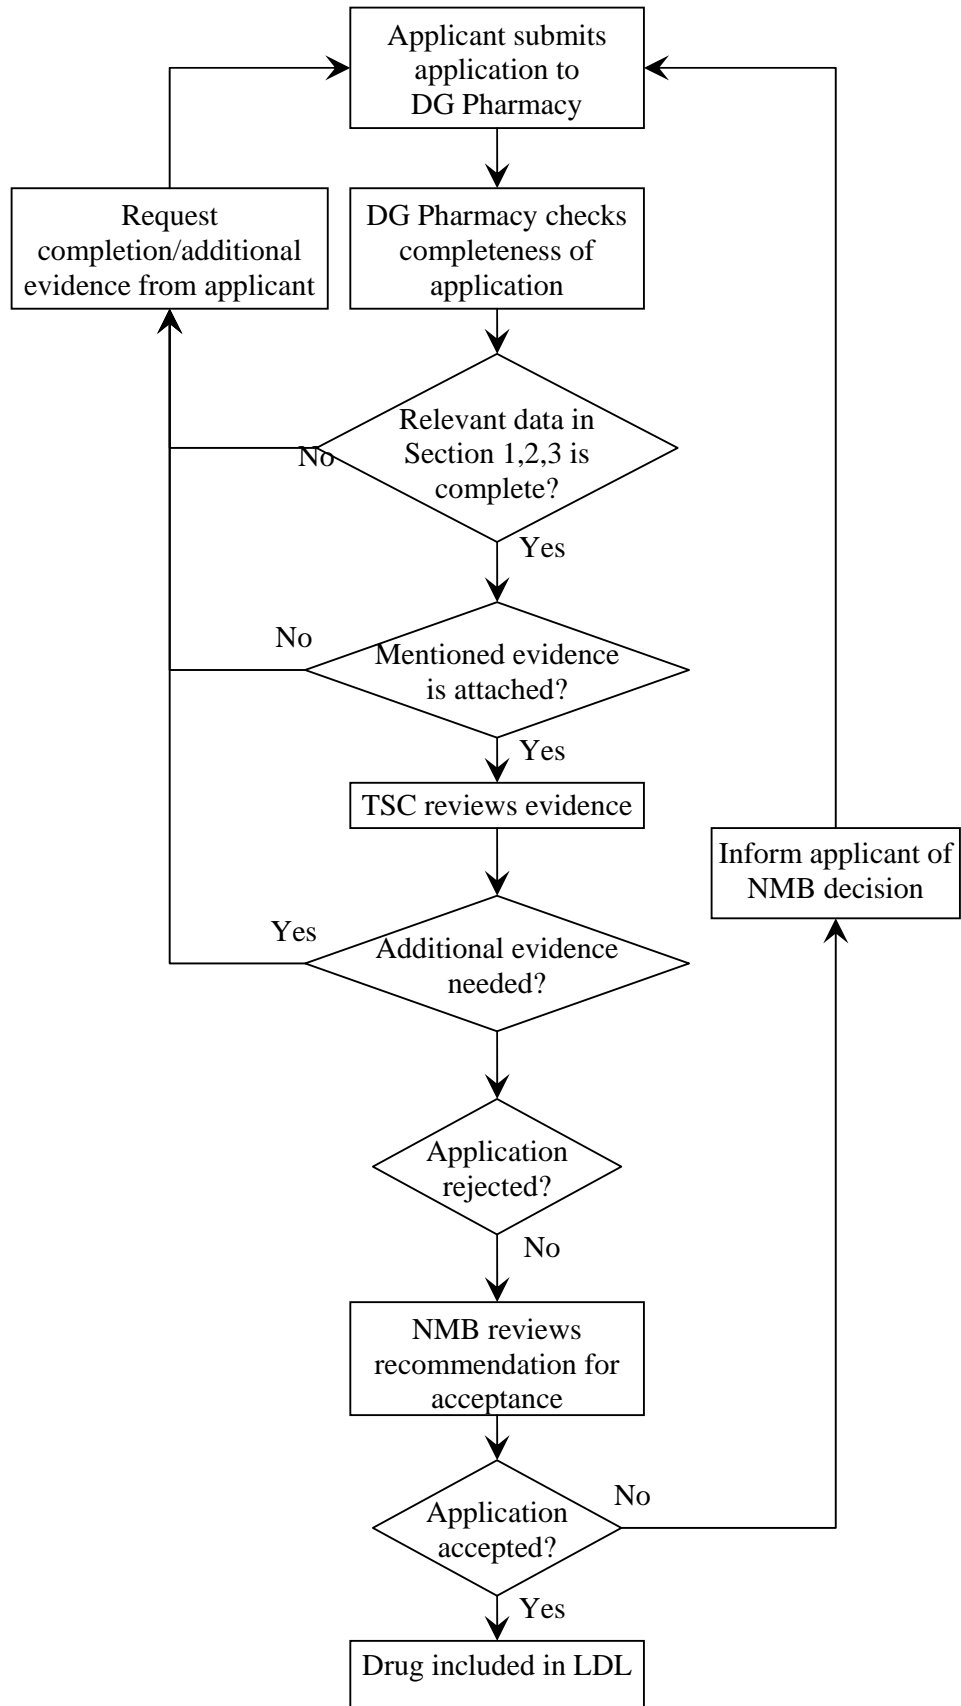 Applicant submits
application to
DG Pharmacy
Request
completion/additional
evidence from applicant
DG Pharmacy checks
completeness of
application
Relevant data in
Section 1,2,3 is
complete?
No
Yes
No
Mentioned evidence
is attached?
Yes
TSC reviews evidence
Inform applicant of
NMB decision
Yes
Additional evidence
needed?
Application
rejected?
No
NMB reviews
recommendation for
acceptance
No
Application
accepted?
Yes
Drug included in LDL